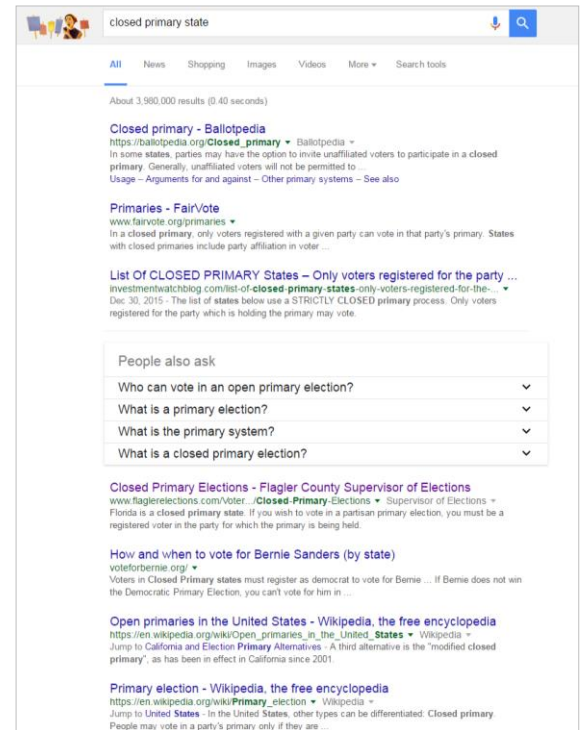 closed primary state
All News Shopping Images Videos More Search tools
About 3,980,000 results (0.40 seconds)
Closed primary - Ballotpedia
https://ballotpedia.org/Closed_primary Ballotpedia
In some states, parties may have the option to invite unaffiliated voters to participate in a closed
primary. Generally, unaffiliated voters will not be permitted to ...
Usage – Arguments for and against – Other primary systems – See also
Primaries - FairVote
www.fairvote.org/primaries
In a closed primary, only voters registered with a given party can vote in that party's primary. States
with closed primaries include party affiliation in voter ...
List Of CLOSED PRIMARY States – Only voters registered for the party ...
investmentwatchblog.com/list-of-closed-primary-states-only-voters-registered-for-the-...
Dec 30, 2015 - The list of states below use a STRICTLY CLOSED primary process. Only voters
registered for the party which is holding the primary may vote.
People also ask
Who can vote in an open primary election?
What is a primary election?
What is the primary system?
What is a closed primary election?
Closed Primary Elections - Flagler County Supervisor of Elections
www.flaglerelections.com/Voter.../Closed-Primary-Elections Supervisor of Elections
Florida is a closed primary state. If you wish to vote in a partisan primary election, you must be a
registered voter in the party for which the primary is being held.
How and when to vote for Bernie Sanders (by state)
voteforbernie.org/
Voters in Closed Primary states must register as democrat to vote for Bernie ... If Bernie does not win
the Democratic Primary Election, you can't vote for him in ...
Open primaries in the United States - Wikipedia, the free encyclopedia
https://en.wikipedia.org/wiki/Open_primaries_in_the_United_States Wikipedia
Jump to California and Election Primary Alternatives - A third alternative is the "modified closed
primary", as has been in effect in California since 2001.
Primary election - Wikipedia, the free encyclopedia
https://en.wikipedia.org/wiki/Primary_election Wikipedia
Jump to United States - In the United States, other types can be differentiated: Closed primary
People may vote in a party's primary only if they are ...